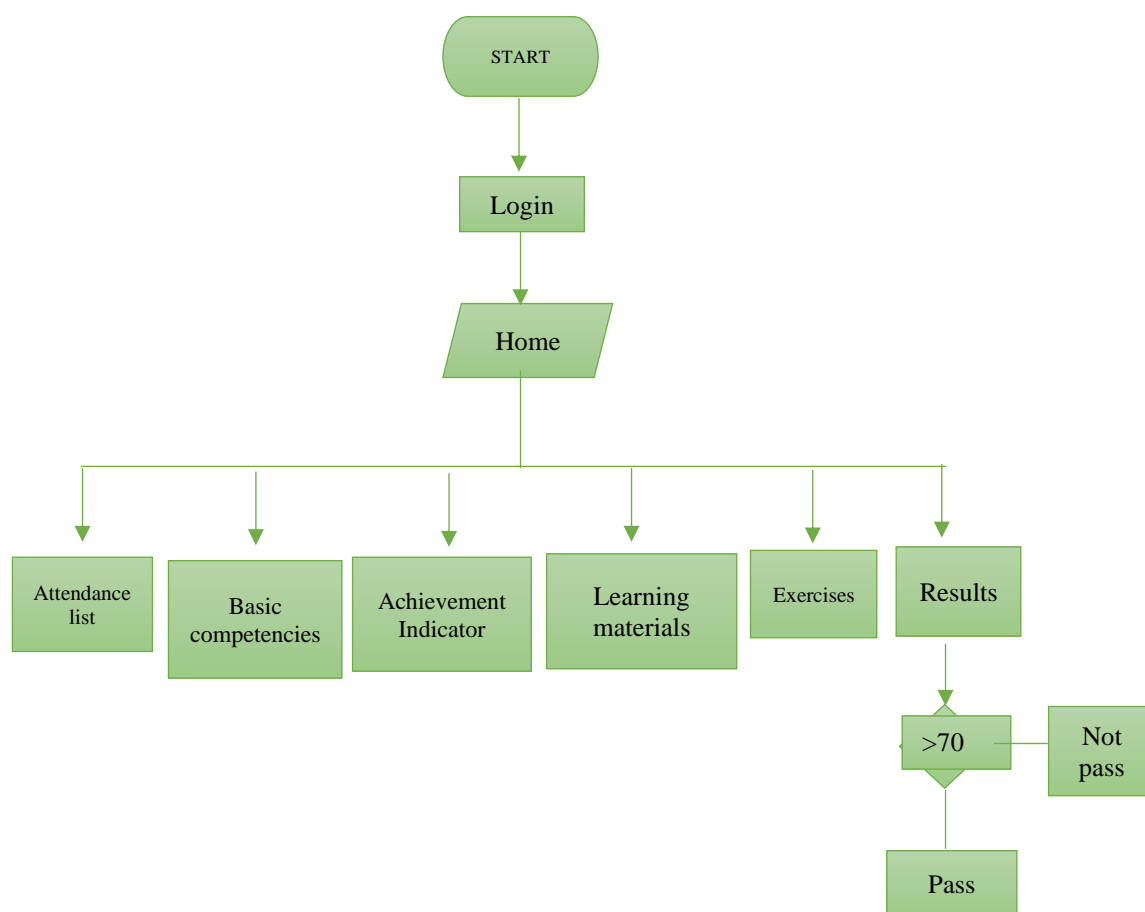 START
Login
Home
Attendance
list
Basic
competencies
Achievement
Indicator
Learning
materials
Exercises
Results
>70
Not
pass
Pass